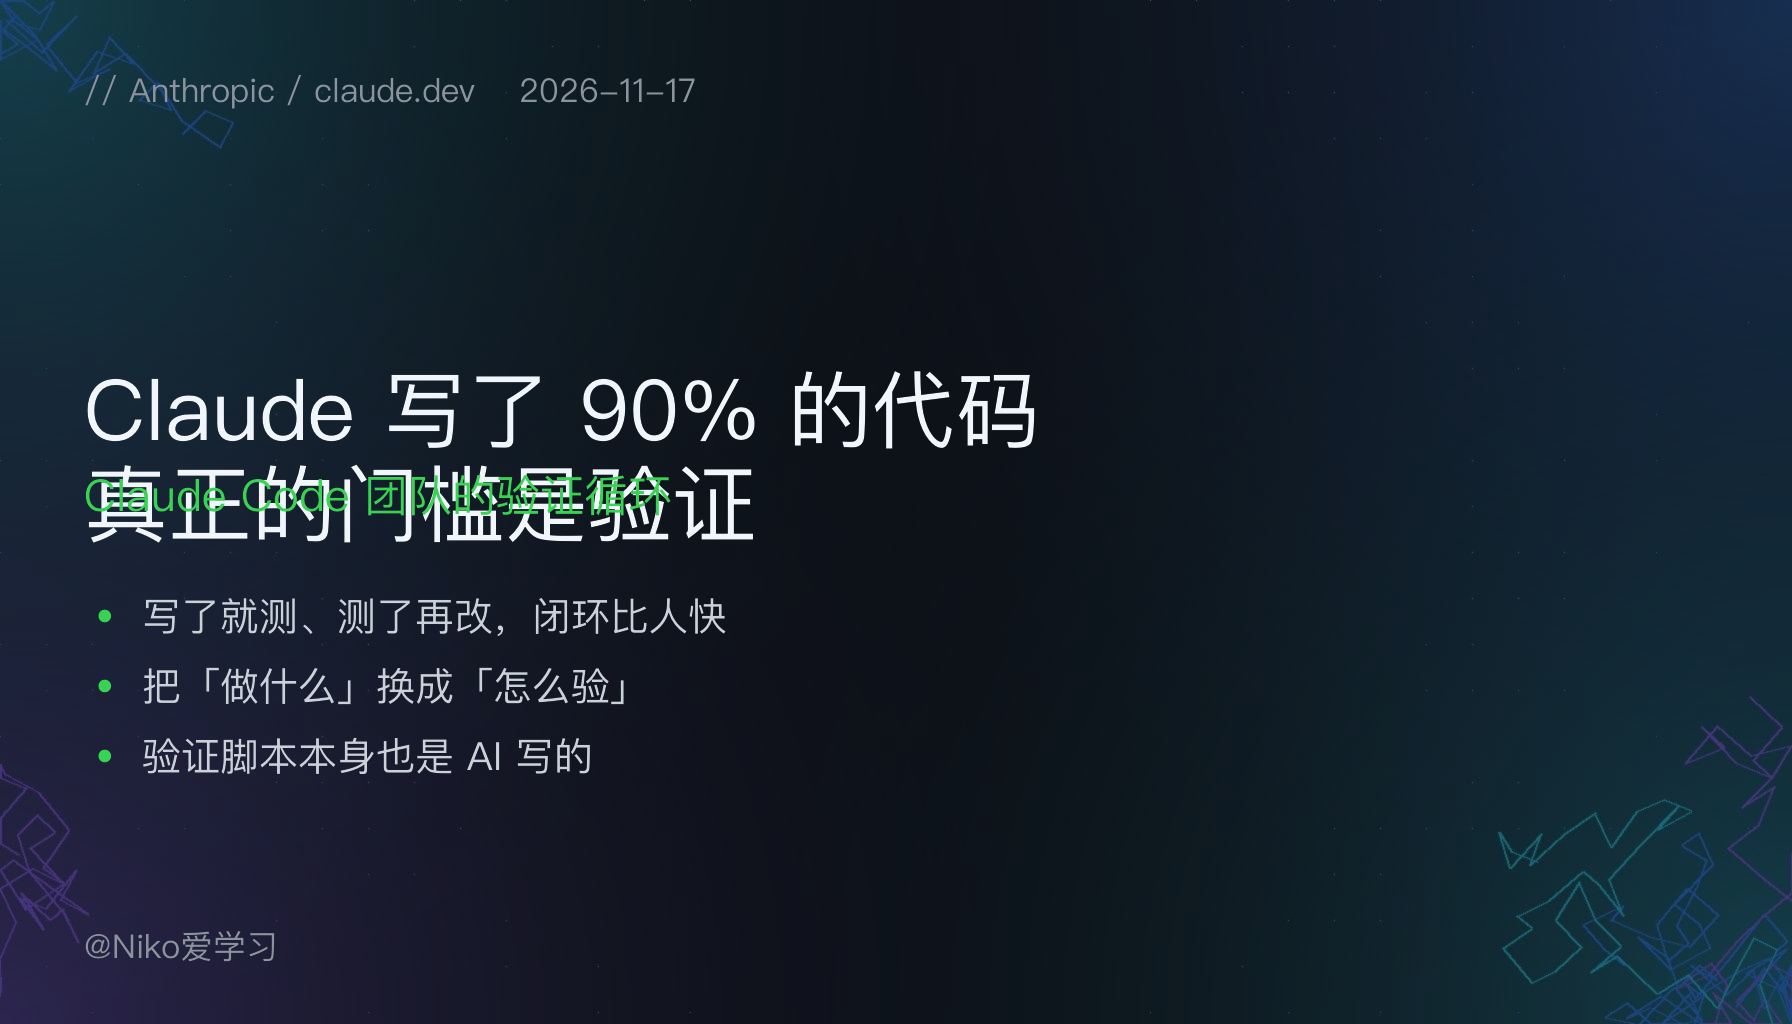 // Anthropic / claude.dev 2026–11–17
Claude 写了 90% 的代码
真正的门槛是验证
Claude Code 团队的验证循环
写了就测、测了再改，闭环比人快
把「做什么」换成「怎么验」
验证脚本本身也是 AI 写的
@Niko爱学习